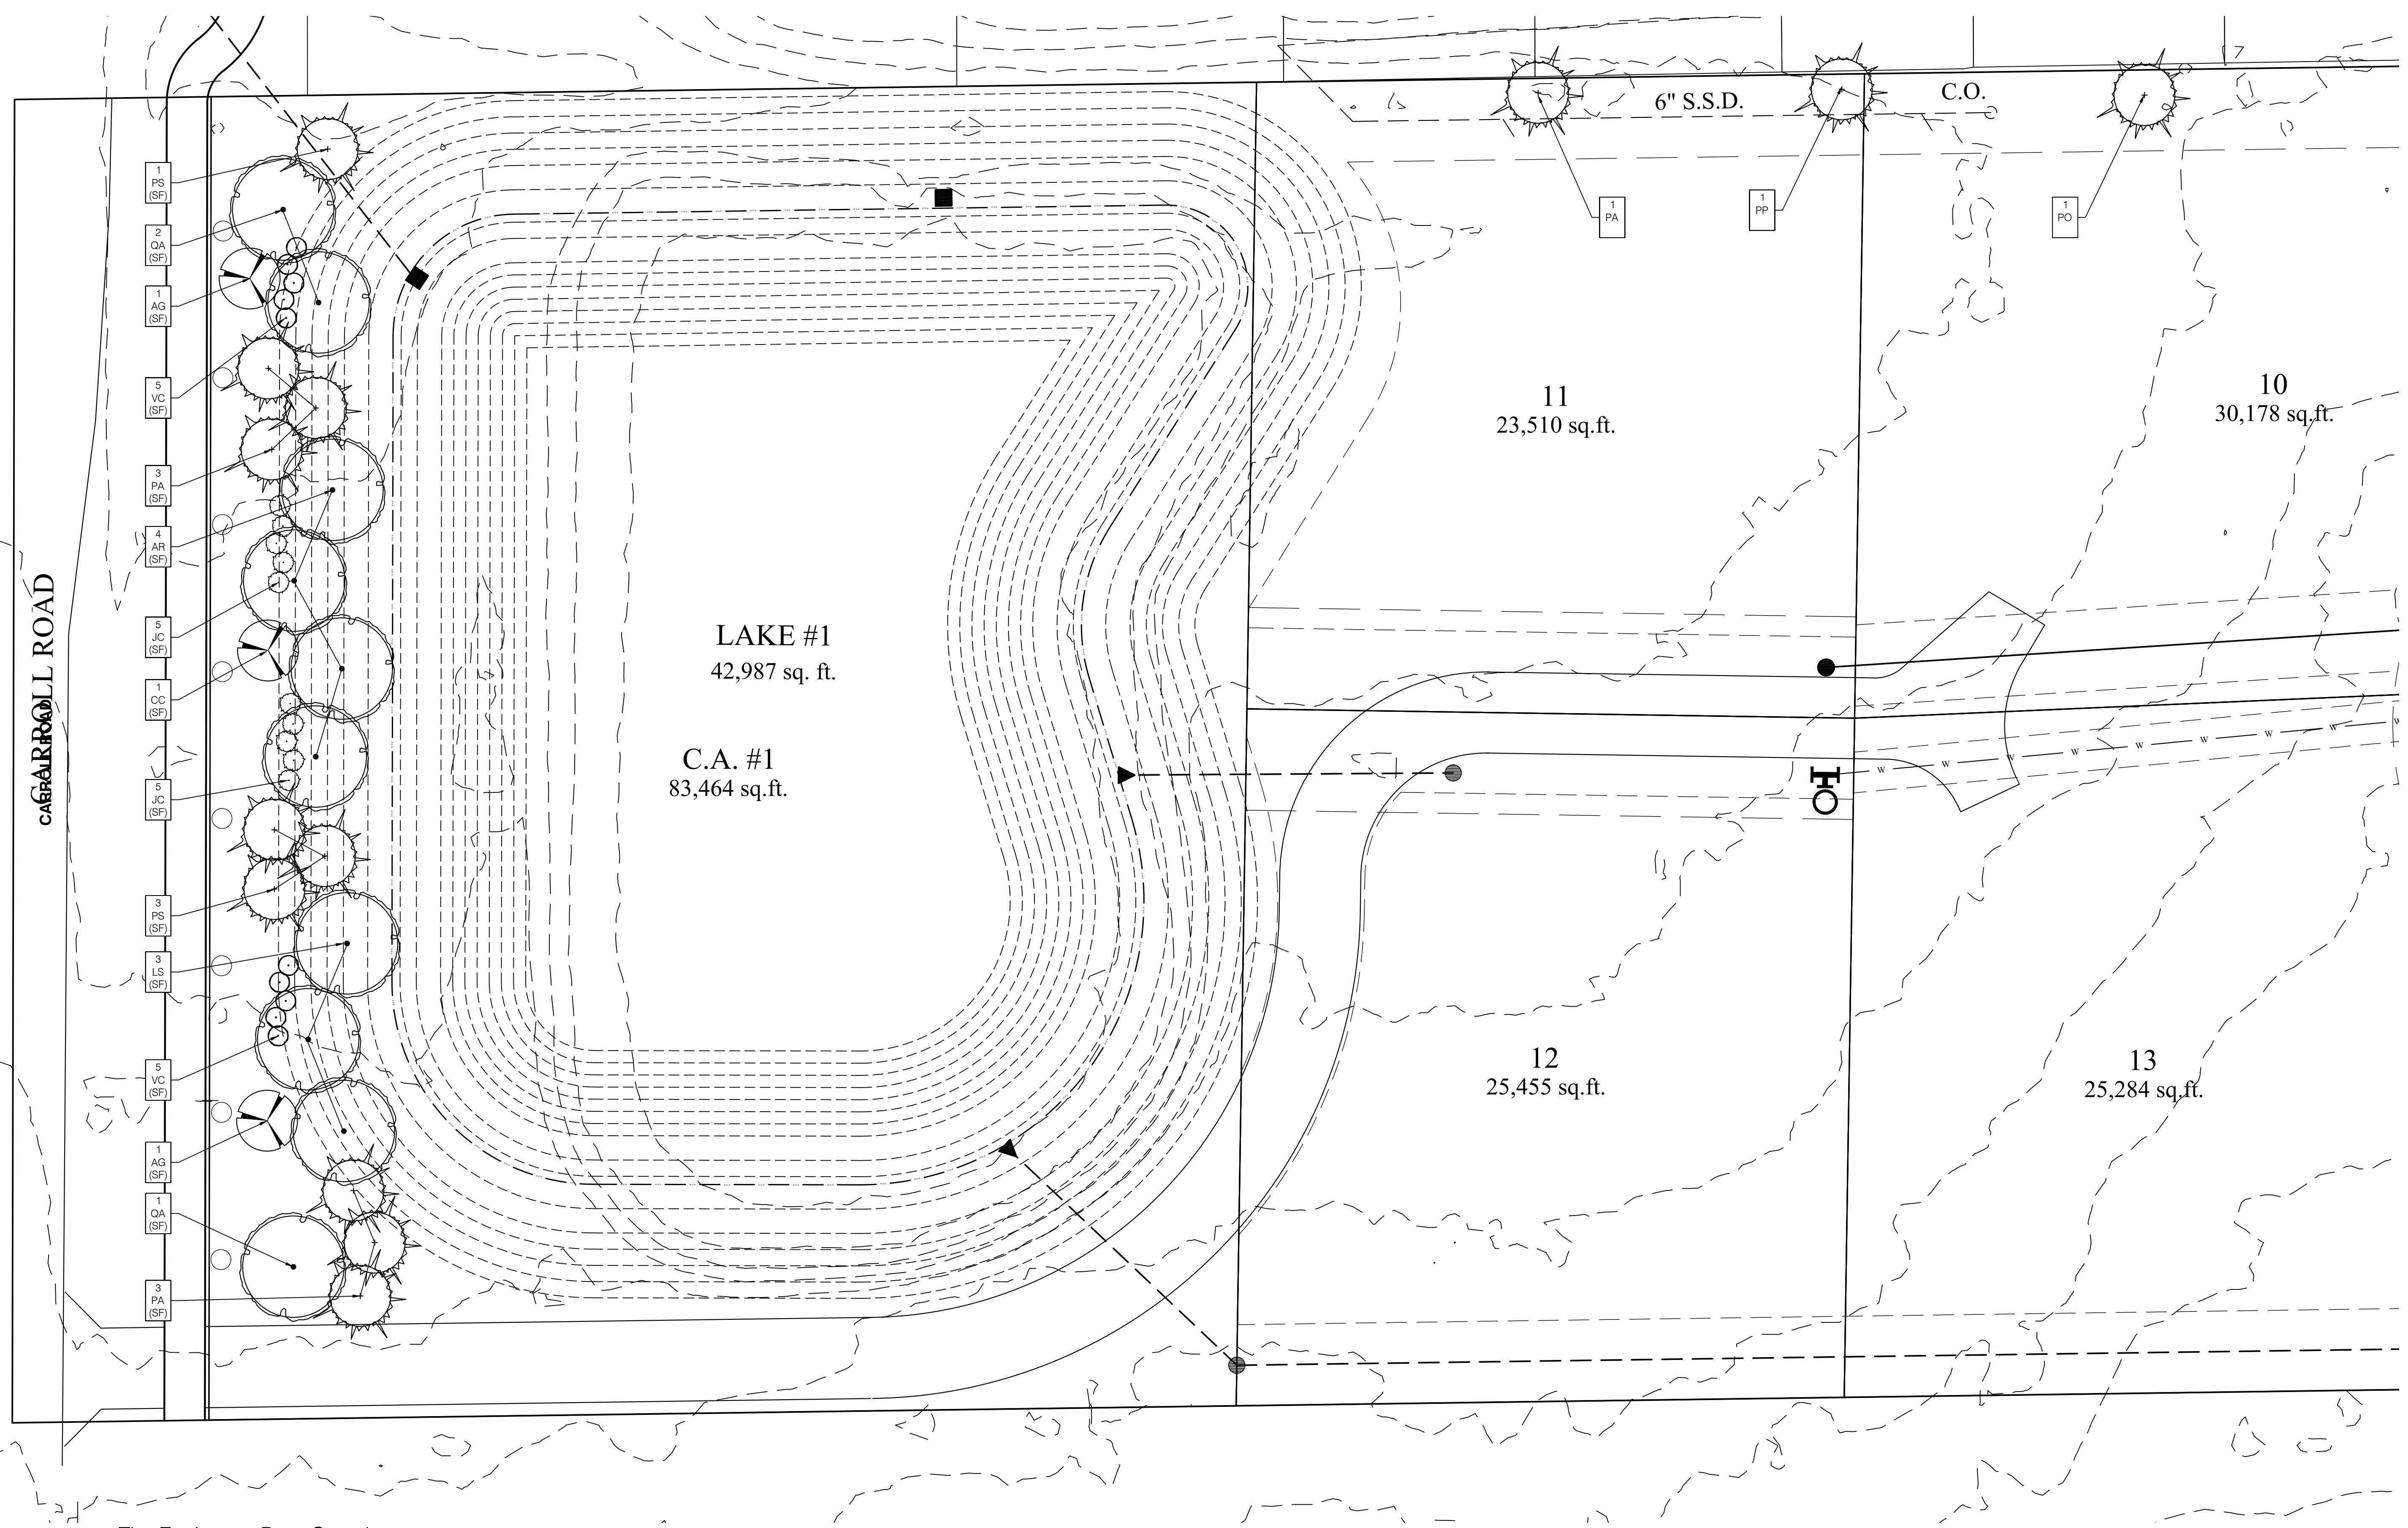 6" S.S.D.
C.O.
1
PS
(SF)
2
QA
(SF)
1
AG
(SF)
5
VC
(SF)
3
PA
(SF)
4
AR
(SF)
5
JC
(SF)
1
CC
(SF)
5
JC
(SF)
3
PS
(SF)
3
LS
(SF)
5
VC
(SF)
1
AG
(SF)
1
QA
(SF)
3
PA
(SF)
CARROLL ROAD
CARROLL ROAD
LAKE #1
42,987 sq. ft.
C.A. #1
83,464 sq.ft.
1
PA
1
PP
1
PO
11
23,510 sq.ft.
10
30,178 sq.ft.
W
W
W
W
W
W
W
W
W
12
25,455 sq.ft.
13
25,284 sq.ft.